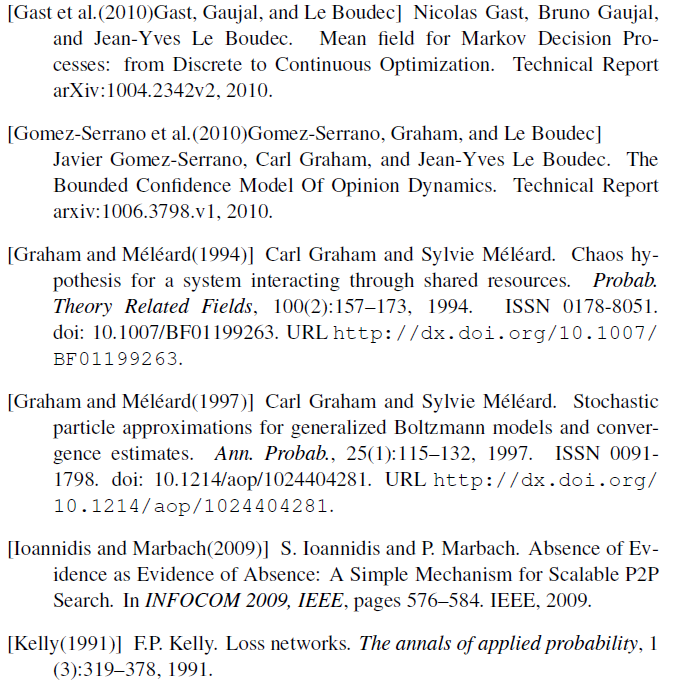 [Gast et al.(2010)Gast, Gaujal, and Le Boudec] Nicolas Gast, Bruno Gaujal,
and Jean-Yves Le Boudec. Mean field for Markov Decision Pro-
cesses: from Discrete to Continuous Optimization. Technical Report
arXiv:1004.2342v2, 2010.
[Gomez-Serrano et al.(2010)Gomez-Serrano, Graham, and Le Boudec]
Javier Gomez-Serrano, Carl Graham, and Jean-Yves Le Boudec. The
Bounded Confidence Model Of Opinion Dynamics. Technical Report
arxiv:1006.3798.v1, 2010.
[Graham and Méléard(1994)] Carl Graham and Sylvie Méléard. Chaos hy-
pothesis for a system interacting through shared resources. Probab.
Theory Related Fields, 100(2):157–173, 1994. ISSN 0178-8051.
doi: 10.1007/BF01199263. URL http://dx.doi.org/10.1007/
BF01199263.
[Graham and Méléard(1997)] Carl Graham and Sylvie Méléard. Stochastic
particle approximations for generalized Boltzmann models and conver-
gence estimates. Ann. Probab., 25(1):115–132, 1997. ISSN 0091-
1798. doi: 10.1214/aop/1024404281. URL http://dx.doi.org/
10.1214/aop/1024404281.
[Ioannidis and Marbach(2009)] S. Ioannidis and P. Marbach. Absence of Ev-
idence as Evidence of Absence: A Simple Mechanism for Scalable P2P
Search. In INFOCOM 2009, IEEE, pages 576–584. IEEE, 2009.
[Kelly(1991)] F.P. Kelly. Loss networks. The annals of applied probability, 1
(3):319–378, 1991.